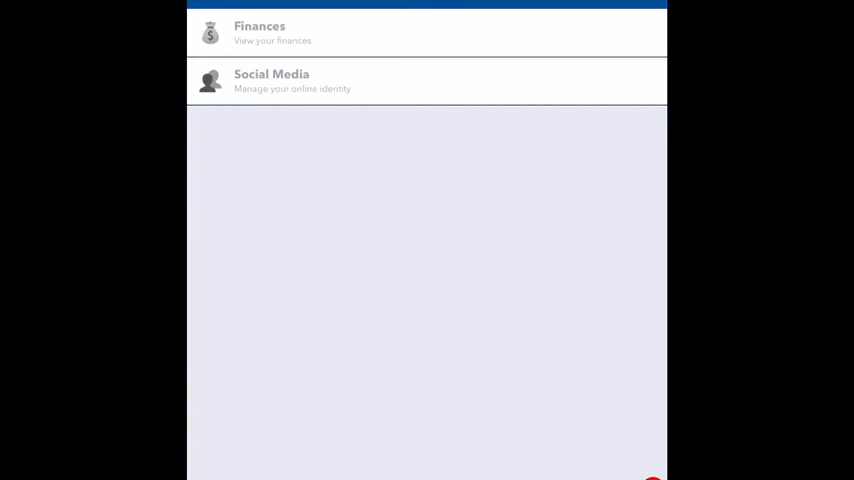 Finances
View your finances
Social Media
Manage your online identity